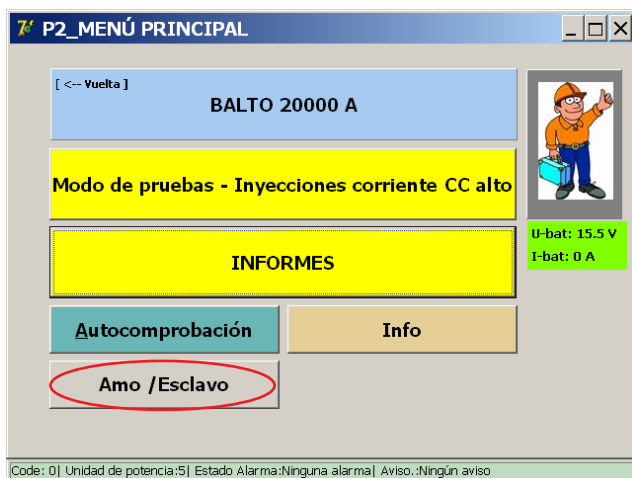 P2_MENÚ PRINCIPAL
[ <-- Vuelta ]
BALTO 20000 A
Modo de pruebas - Inyecciones corriente CC alto
U-bat: 15.5 V
I-bat: 0 A
INFORMES
Autocomprobación
Info
Amo /Esclavo
Code: 0| Unidad de potencia:5| Estado Alarma:Ninguna alarma| Aviso.:Ningún aviso